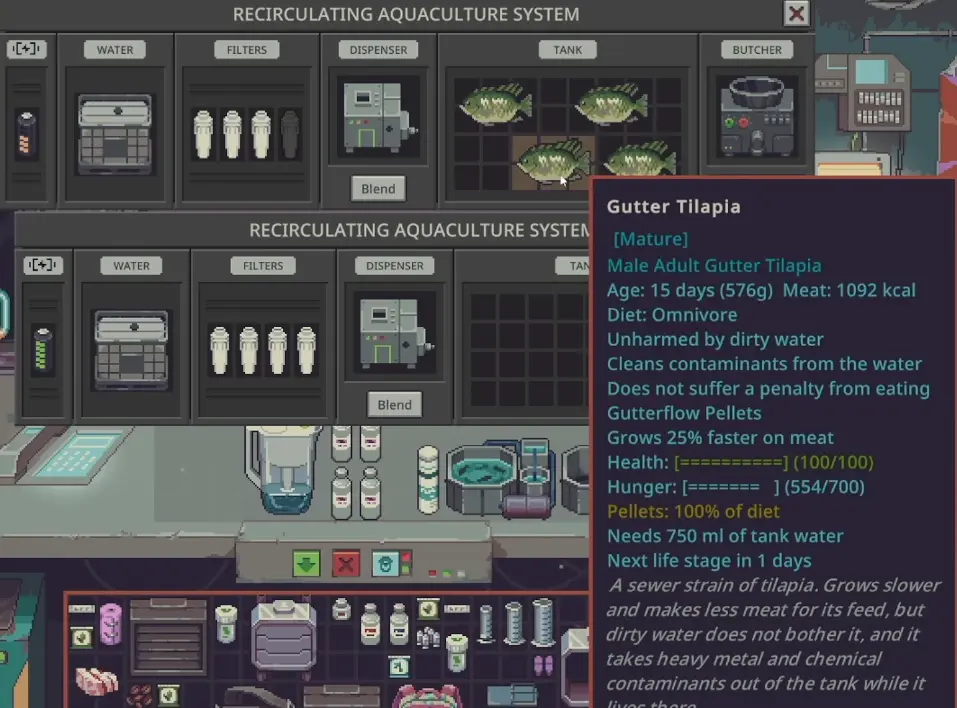 RECIRCULATING AQUACULTURE SYSTEM
WATER
FILTERS
DISPENSER
TANK
BUTCHER
Blend
RECIRCULATING AQUACULTURE SYSTEM
WATER
FILTERS
DISPENSER
TAN
Blend
Gutter Tilapia
[Mature]
Male Adult Gutter Tilapia
Age: 15 days (576g)  Meat: 1092 kcal
Diet: Omnivore
Unharmed by dirty water
Cleans contaminants from the water
Does not suffer a penalty from eating
Gutterflow Pellets
Grows 25% faster on meat
Health: [==========] (100/100)
Hunger: [=======   ] (554/700)
Pellets: 100% of diet
Needs 750 ml of tank water
Next life stage in 1 days
A sewer strain of tilapia. Grows slower
and makes less meat for its feed, but
dirty water does not bother it, and it
takes heavy metal and chemical
contaminants out of the tank while it
lives there.